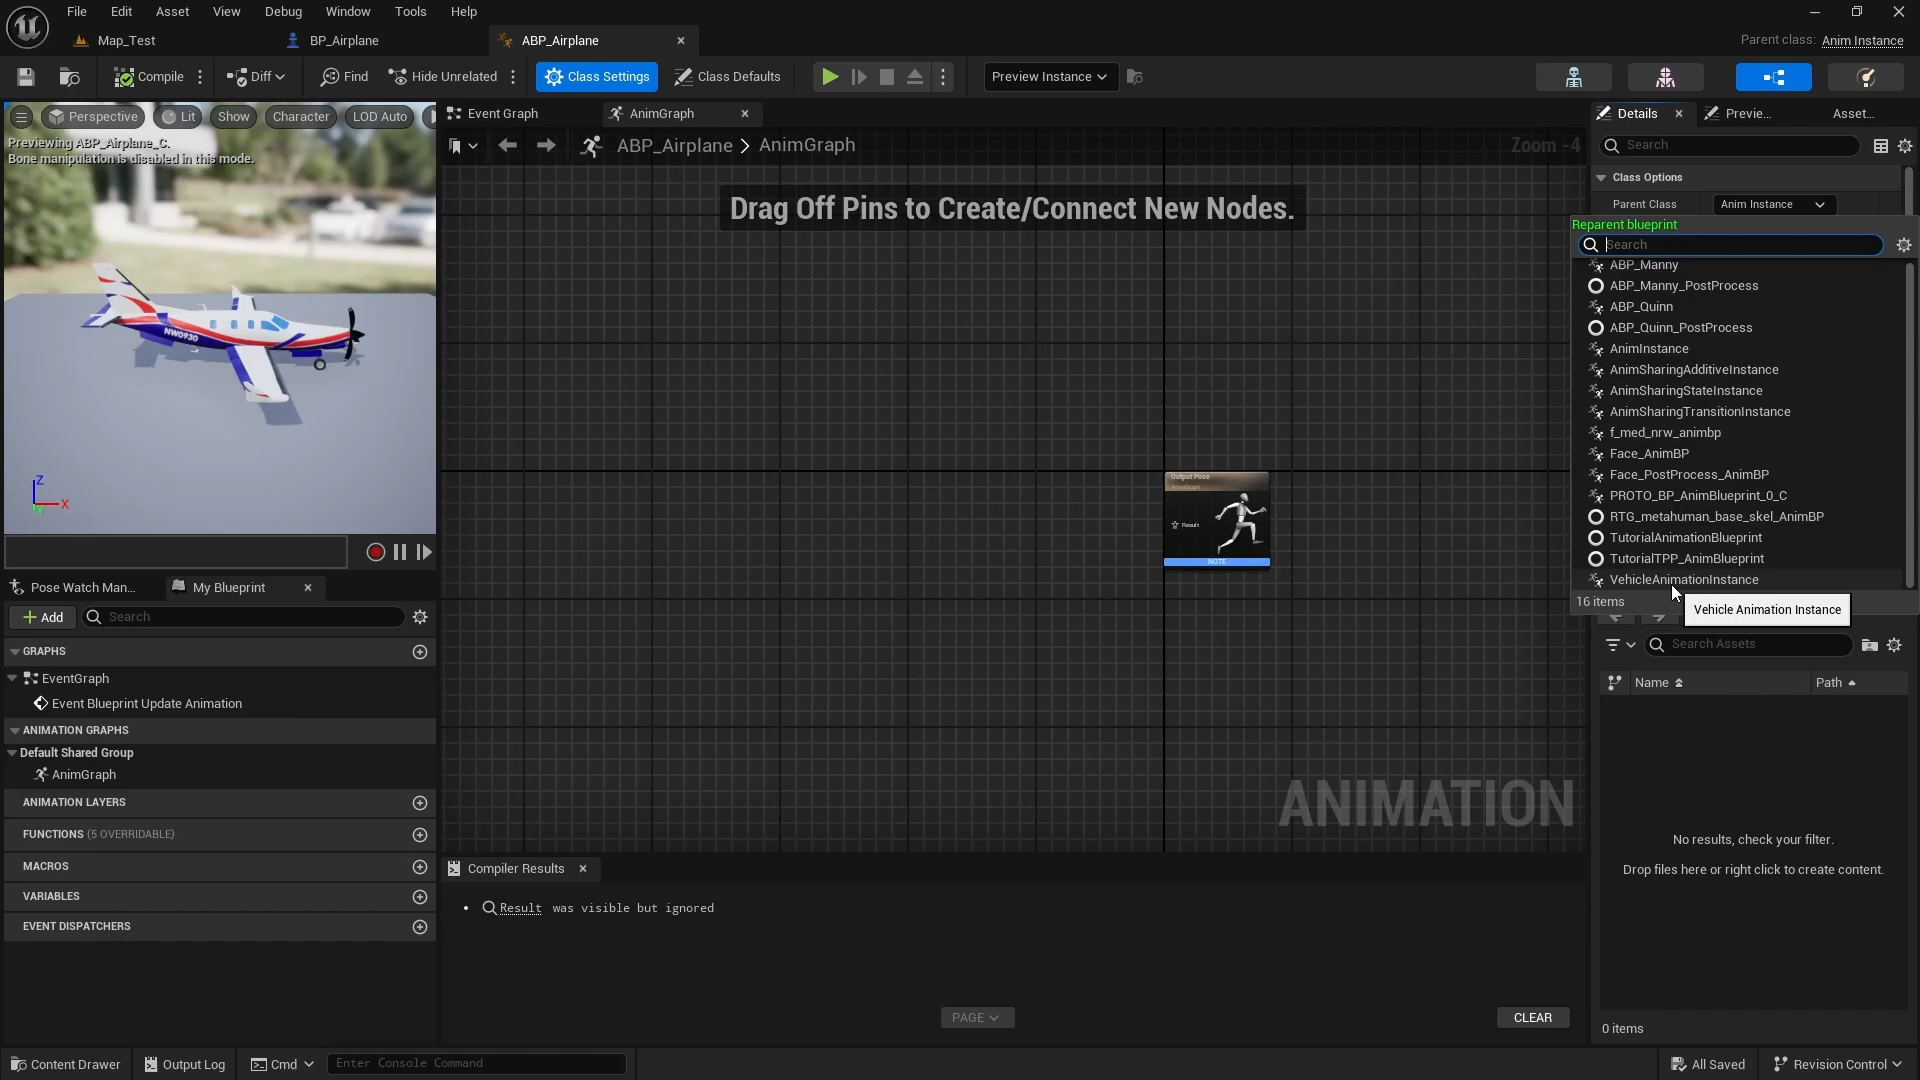 File Edit Asset View Debug Window Tools Help
Map_Test
BP_Airplane
ABP_Airplane
Parent class: Anim Instance
Compile
Diff
Find
Hide Unrelated
Class Settings
Class Defaults
Preview Instance
Perspective
Lit
Show
Character
LOD Auto
Previewing ABP_Airplane_C.
Bone manipulation is disabled in this mode.
NW0930
Z
X
Y
Event Graph
AnimGraph
ABP_Airplane > AnimGraph
Zoom -4
Drag Off Pins to Create/Connect New Nodes.
Output Pose
AnimGraph
Result
NOTE
ANIMATION
Details
Previe...
Asset...
Search
Class Options
Parent Class
Anim Instance
Reparent blueprint
Search
ABP_Manny
ABP_Manny_PostProcess
ABP_Quinn
ABP_Quinn_PostProcess
AnimInstance
AnimSharingAdditiveInstance
AnimSharingStateInstance
AnimSharingTransitionInstance
f_med_nrw_animbp
Face_AnimBP
Face_PostProcess_AnimBP
PROTO_BP_AnimBlueprint_0_C
RTG_metahuman_base_skel_AnimBP
TutorialAnimationBlueprint
TutorialTPP_AnimBlueprint
VehicleAnimationInstance
16 items
Vehicle Animation Instance
Search Assets
Name
Path
No results, check your filter.
Drop files here or right click to create content.
0 items
Pose Watch Man...
My Blueprint
Add
Search
GRAPHS
EventGraph
Event Blueprint Update Animation
ANIMATION GRAPHS
Default Shared Group
AnimGraph
ANIMATION LAYERS
FUNCTIONS (5 OVERRIDABLE)
MACROS
VARIABLES
EVENT DISPATCHERS
Compiler Results
Result was visible but ignored
PAGE
CLEAR
Content Drawer
Output Log
Cmd
Enter Console Command
All Saved
Revision Control